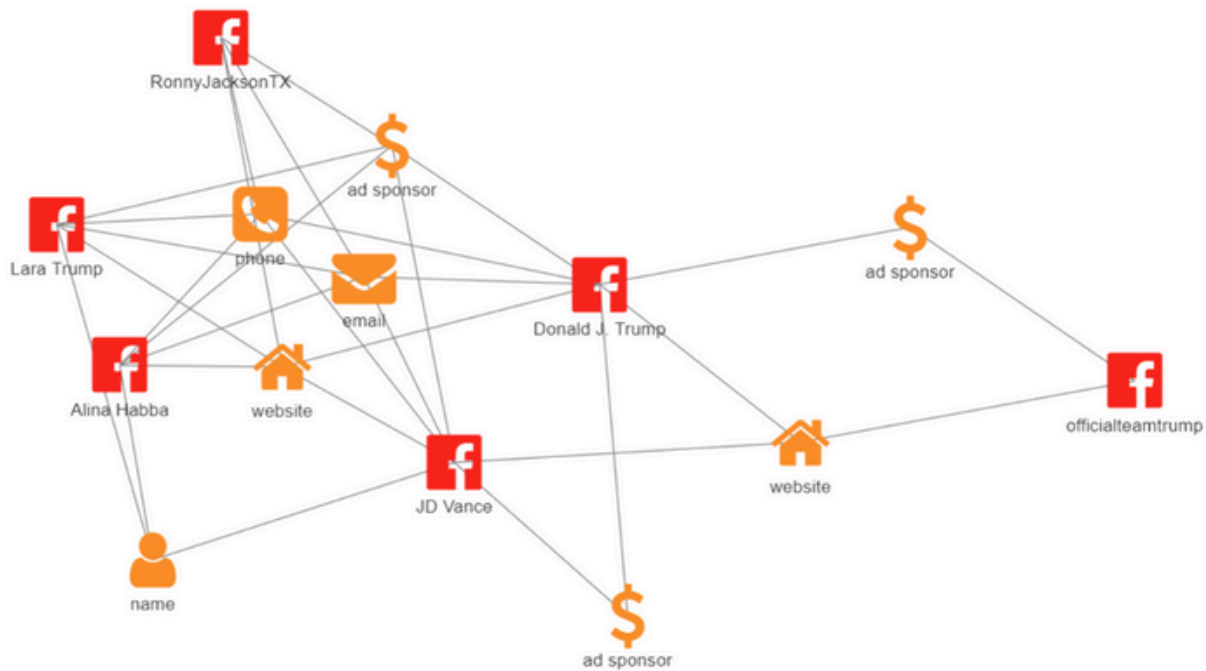 RonnyJacksonTX
ad sponsor
phone
Lara Trump
email
ad sponsor
Donald J. Trump
Alina Habba
website
officialteamtrump
JD Vance
website
name
ad sponsor